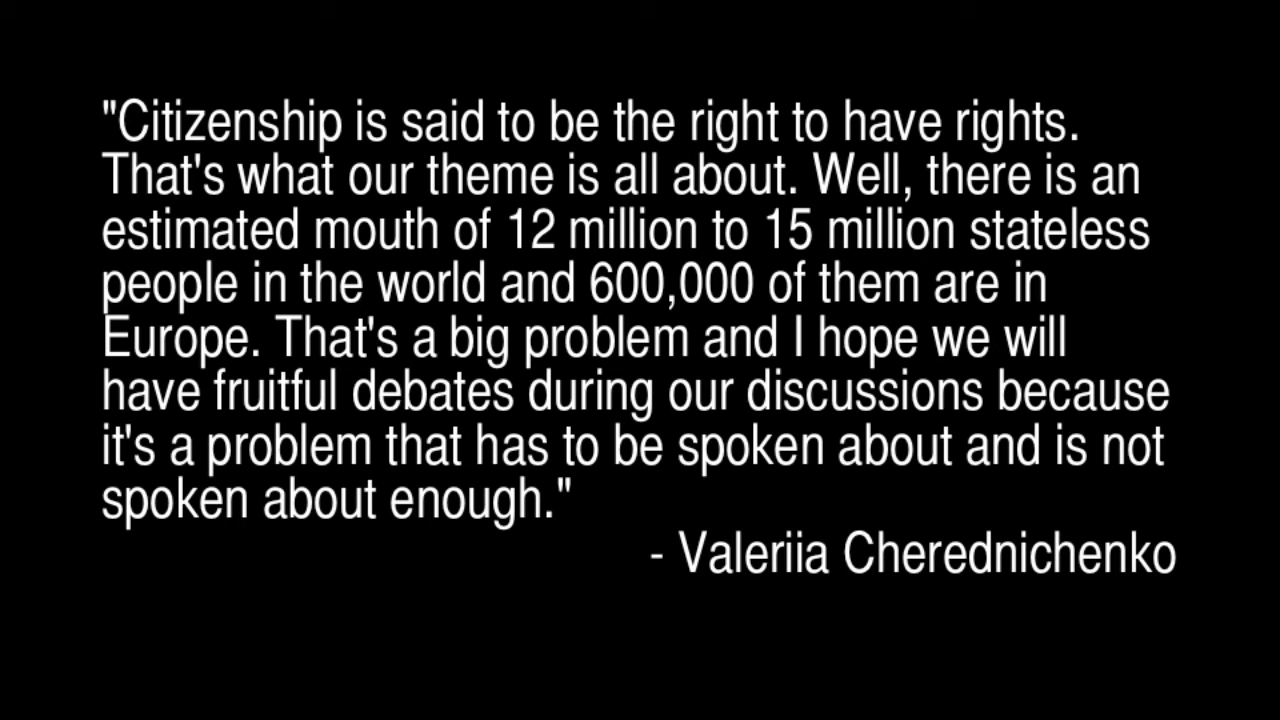 "Citizenship is said to be the right to have rights.
That's what our theme is all about. Well, there is an
estimated mouth of 12 million to 15 million stateless
people in the world and 600,000 of them are in
Europe. That's a big problem and I hope we will
have fruitful debates during our discussions because
it's a problem that has to be spoken about and is not
spoken about enough."
- Valeriia Cherednichenko